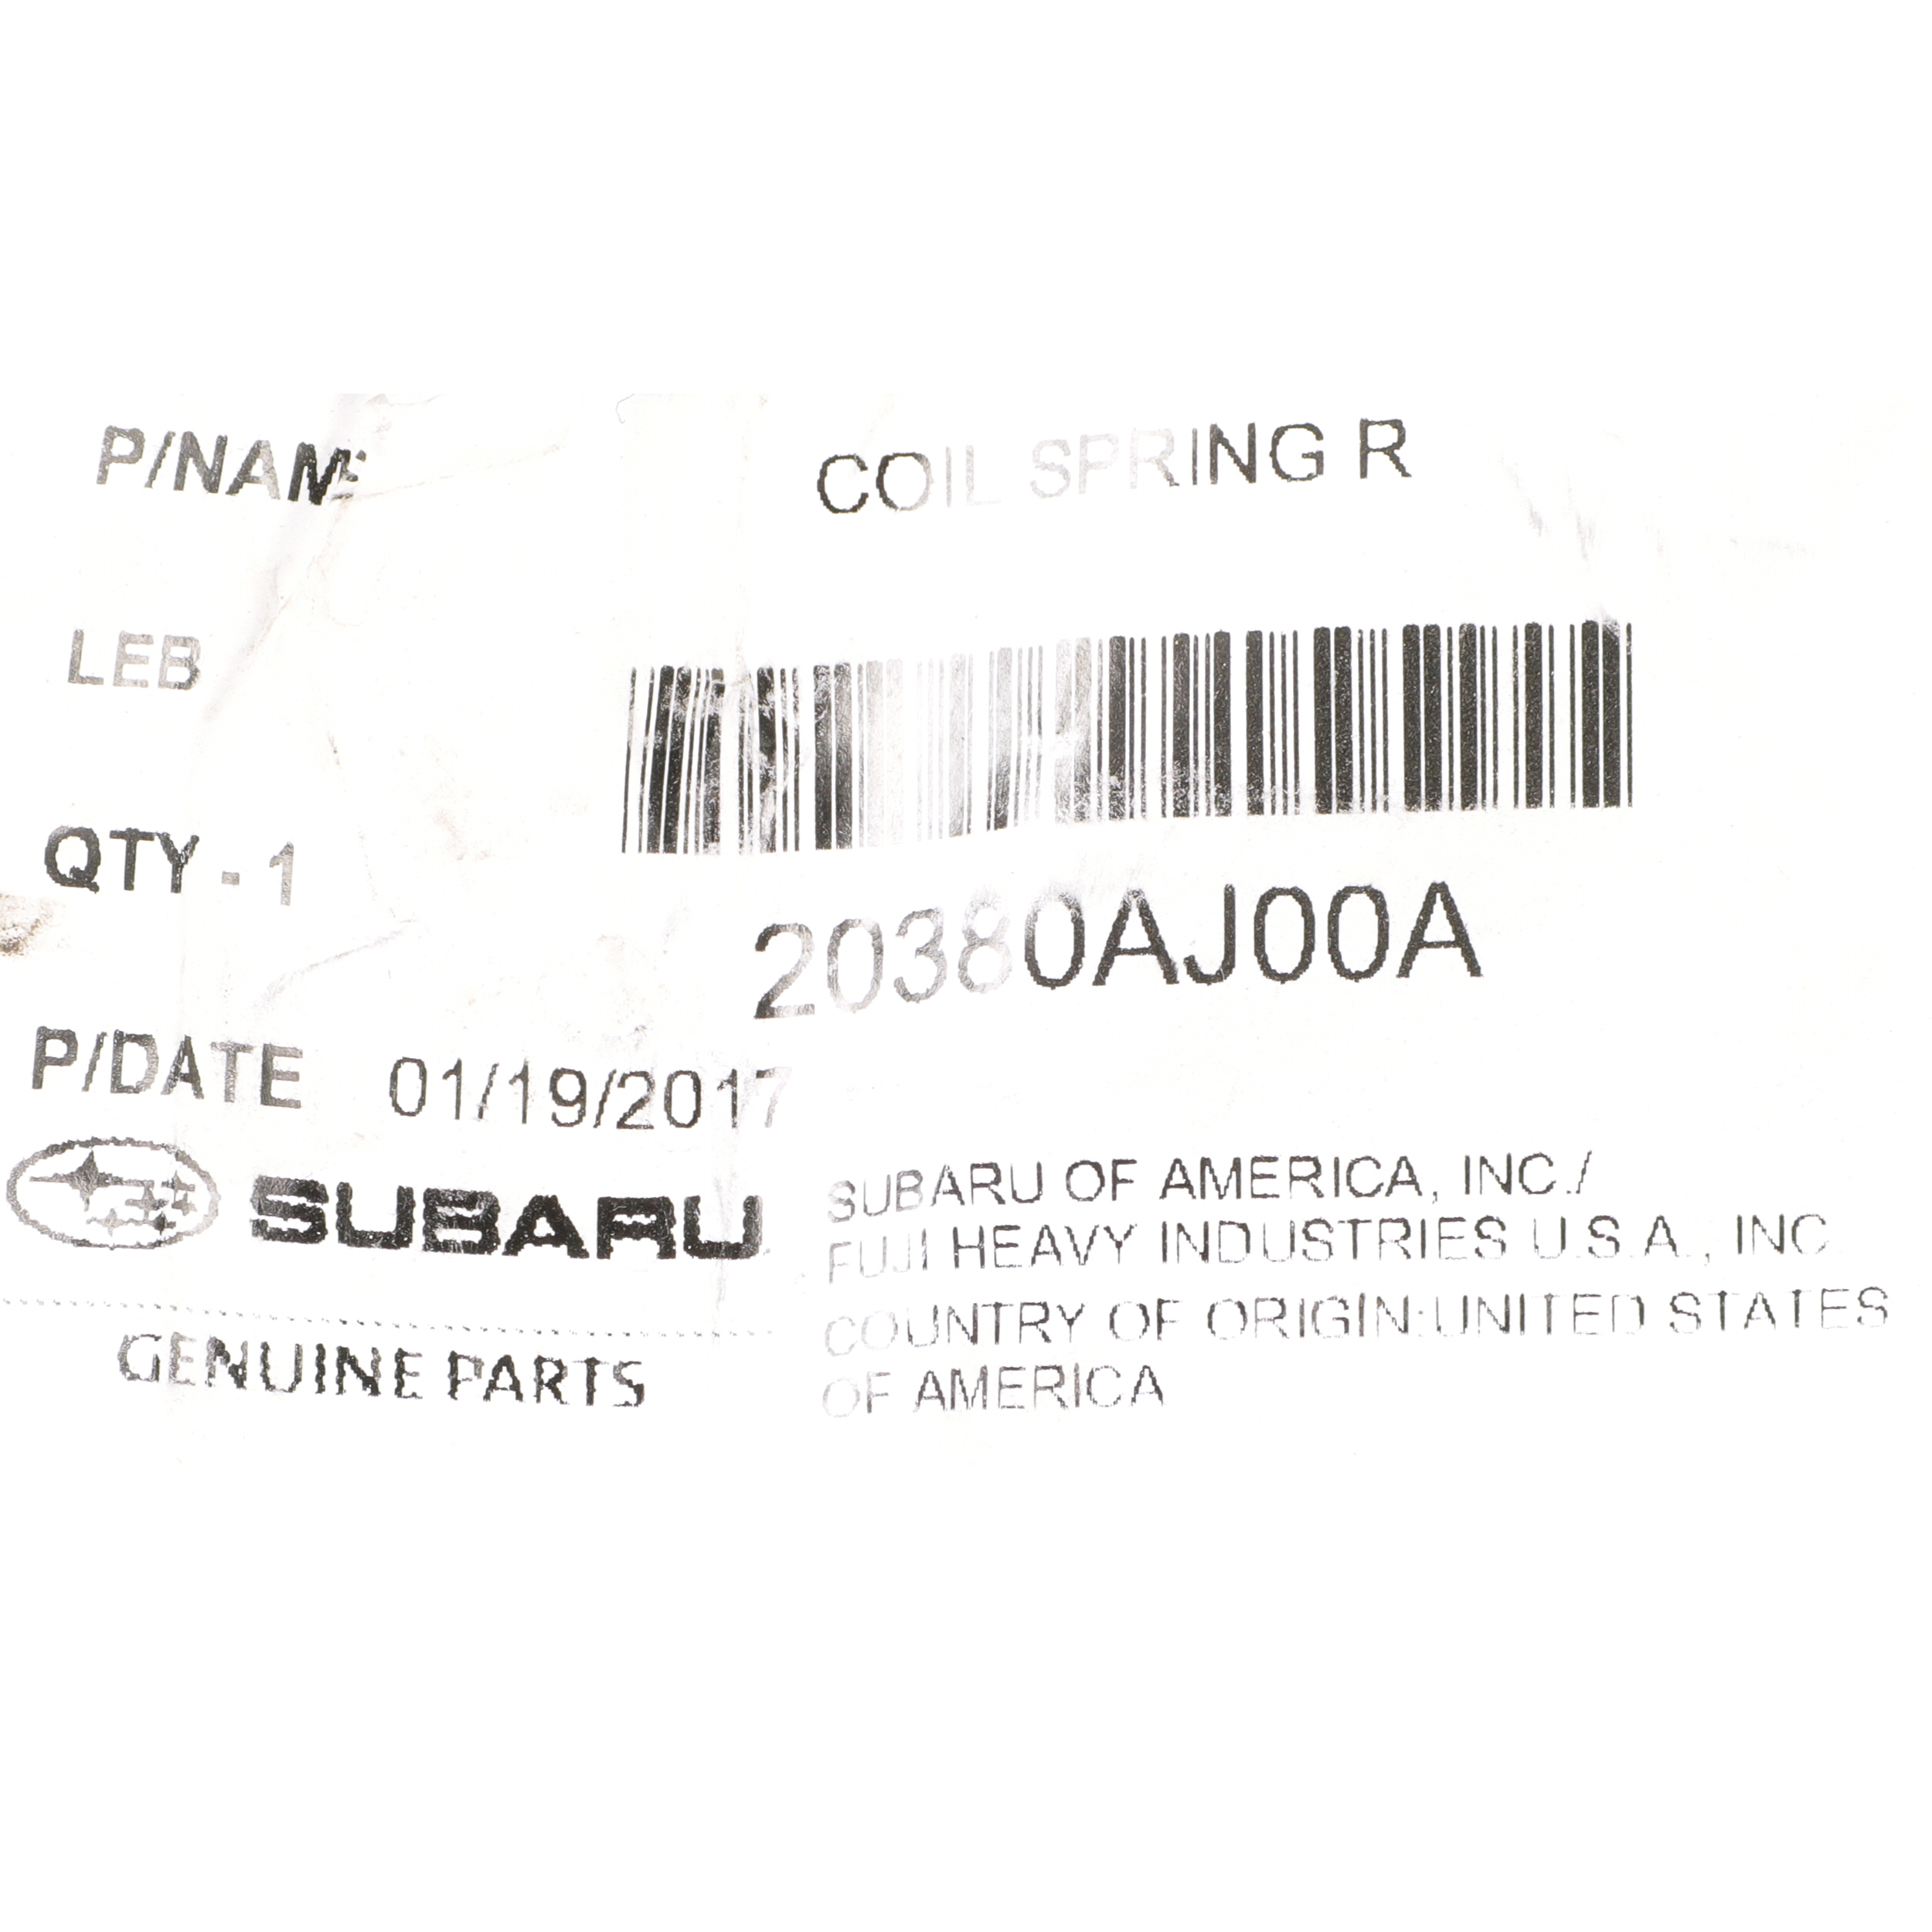 P/NAME COIL SPRING R
LEB
QTY - 1
20380AJ00A
P/DATE 01/19/2017
SUBARU
GENUINE PARTS
SUBARU OF AMERICA, INC./
FUJI HEAVY INDUSTRIES U.S.A., INC.
COUNTRY OF ORIGIN:UNITED STATES
OF AMERICA